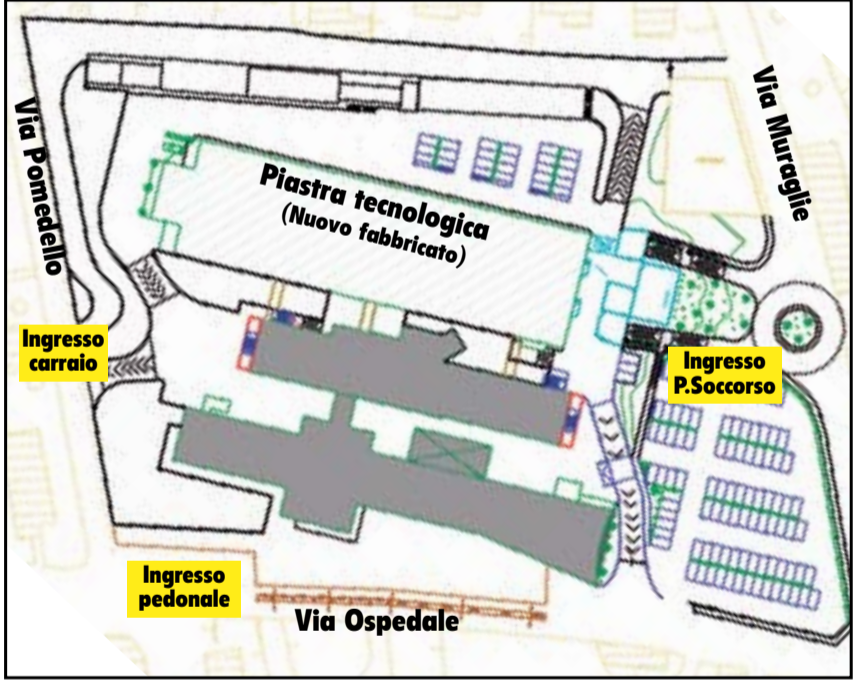 Via Pomedello
Via Muraglie
Piastra tecnologica
(Nuovo fabbricato)
Ingresso
carraio
Ingresso
P.Soccorso
Ingresso
pedonale
Via Ospedale